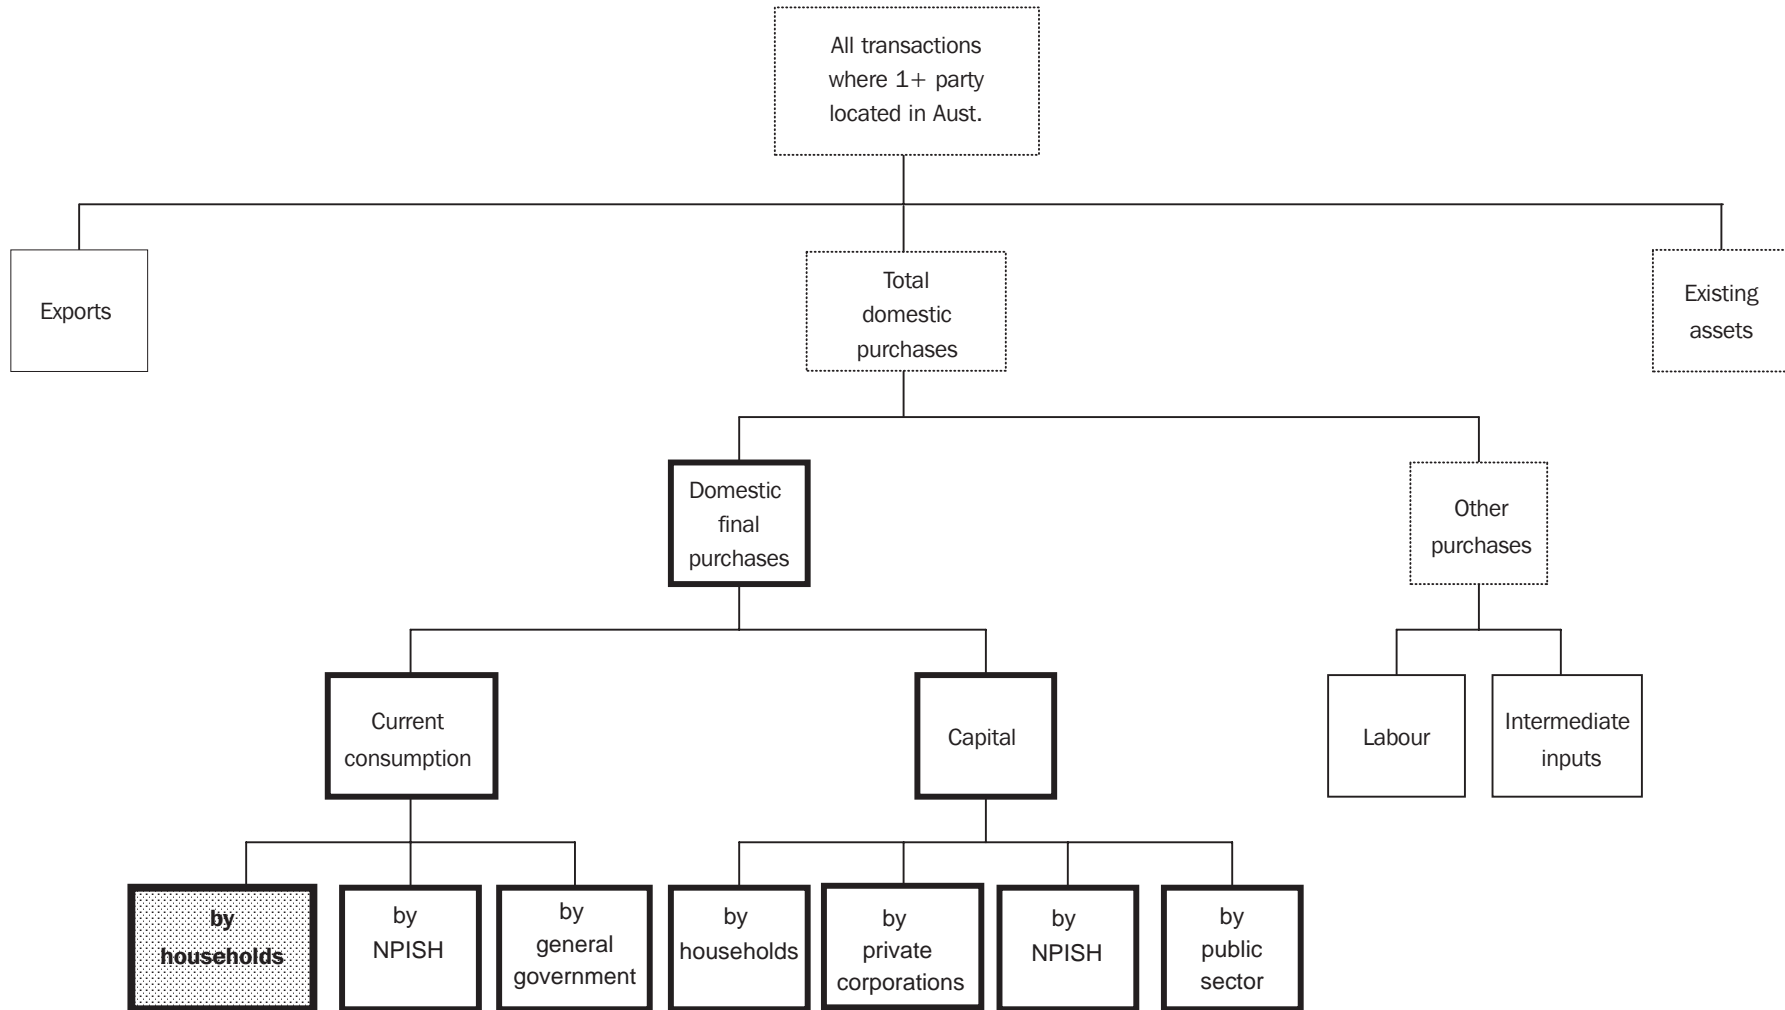 All transactions
where 1+ party
located in Aust.
Exports
Total
domestic
purchases
Existing
assets
Domestic
final
purchases
Other
purchases
Current
consumption
Capital
Labour
Intermediate
inputs
by
households
by
NPISH
by
general
government
by
households
by
private
corporations
by
NPISH
by
public
sector